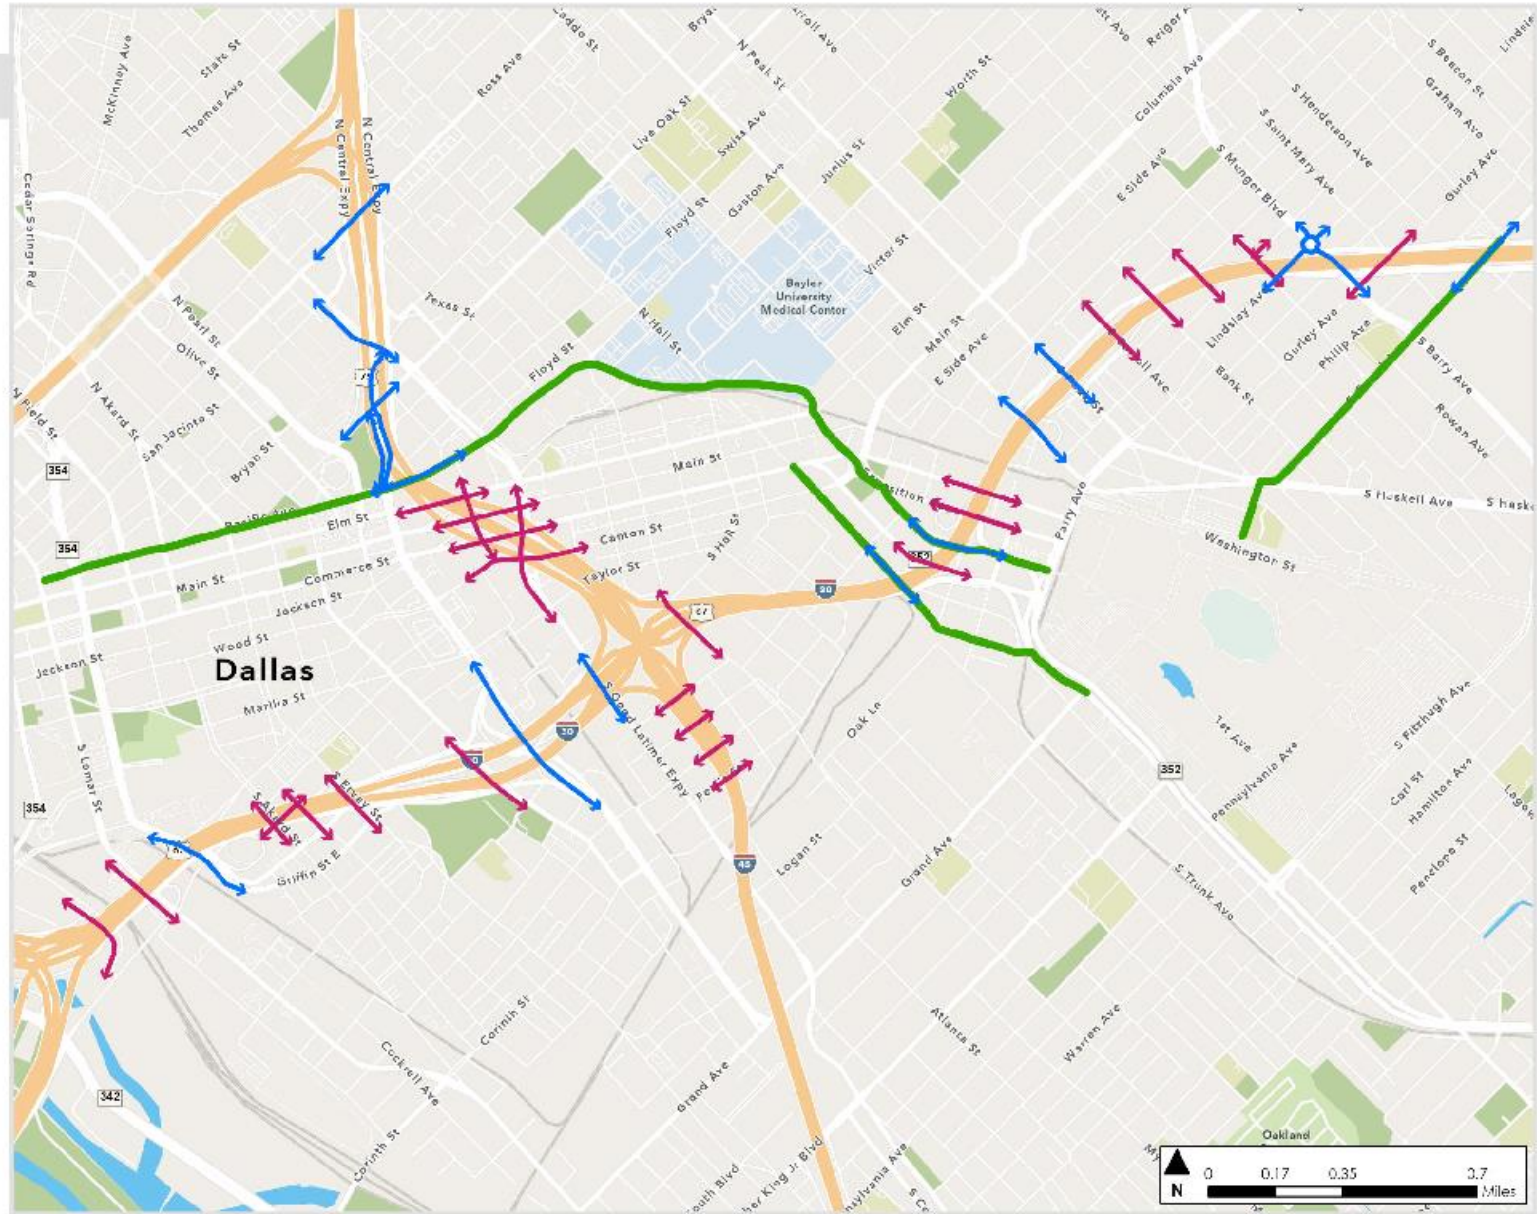 McKinney Ave
State St
Thomas Ave
Ross Ave
Caddo St
N Peak St
Worth St
Columbia Ave
Reiger A
S Beacon St
Graham Ave
S Henderson Ave
S Saint Mary Ave
Gurley Ave
Live Oak St
Swiss Ave
Junius St
Gaston Ave
Floyd St
N Central Expy
N Central Expy
E Side Ave
S Munger Blvd
Cedar Springs Rd
Victor St
Baylor
University
Medical Center
N Pearl St
Texas St
Olive St
N Hall St
Elm St
Main St
E Side Ave
Floyd St
Lindsley Ave
Gurley Ave
Philip Ave
S Barry Ave
Bank St
Rowan Ave
75
N Field St
N Akard St
San Jacinto St
Bryan St
354
Main St
S Haskell Ave
S Hask
Parry Ave
Pacific Ave
Elm St
Canton St
S Hall St
Washington St
354
Main St
Commerce St
Taylor St
352
30
67
Jackson St
Wood St
Jackson St
Dallas
Marilla St
S Good Latimer Expy
Oak Ln
1st Ave
S Fitzhugh Ave
Pennsylvania Ave
Carl St
Hamilton Ave
30
352
S Lamar St
S Ervay St
S Akard St
354
Griffin St E
45
Logan St
Grand Ave
Penelope St
S Trunk Ave
Corinth St
Atlanta St
Warren Ave
Cockrell Ave
Grand Ave
342
Corinth St
Oakland
0 0.17 0.35 0.7
N
Miles